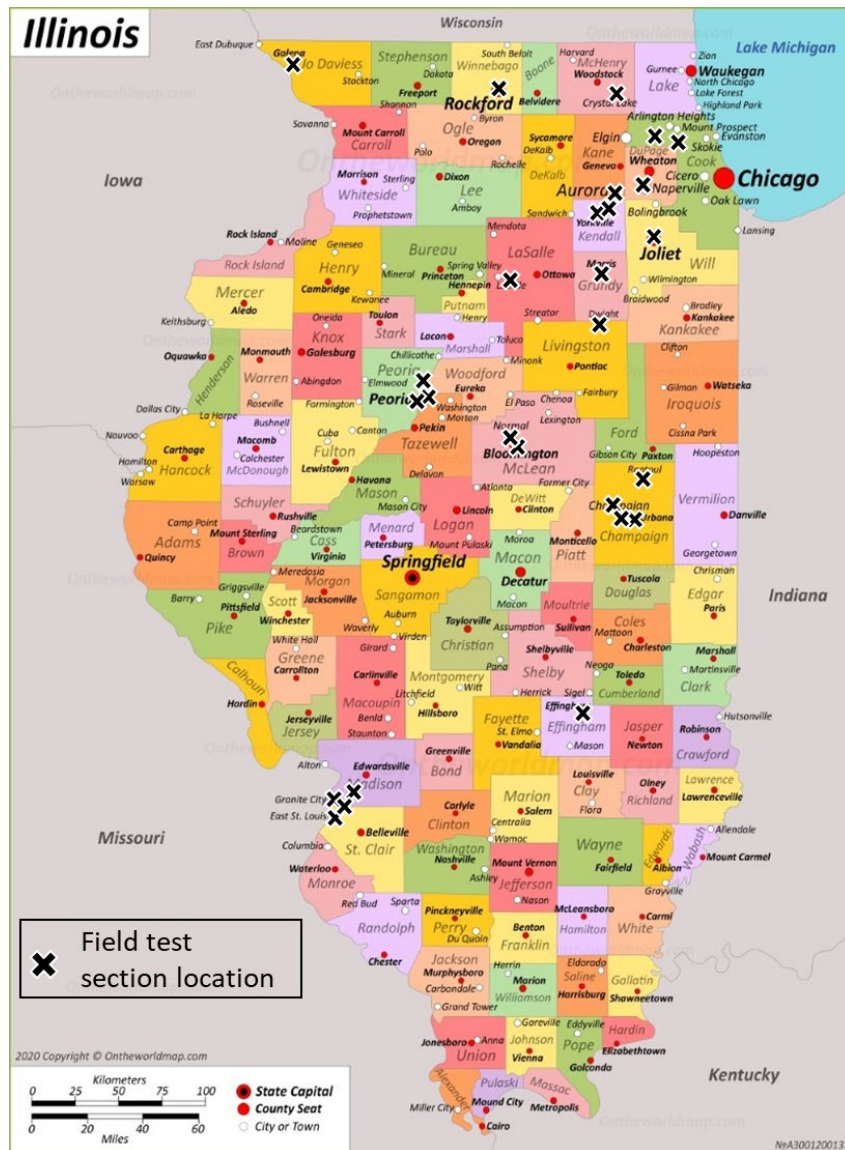 Illinois
Wisconsin
Lake Michigan
Iowa
Indiana
Missouri
Kentucky
East Dubuque
Galena
Jo Daviess
Stockton
Stephenson
Dakota
Freeport
South Beloit
Winnebago
Rockford
Boone
Belvidere
Harvard
McHenry
Woodstock
Crystal Lake
Lake
Gurnee
Zion
Waukegan
North Chicago
Lake Forest
Highland Park
Savanna
Mount Carroll
Carroll
Shannon
Ogle
Byron
Oregon
Polo
Rochelle
Sycamore
DeKalb
DeKalb
Elgin
Kane
Geneva
Arlington Heights
Mount Prospect
Evanston
Skokie
Cook
DuPage
Wheaton
Cicero
Chicago
Naperville
Oak Lawn
Bolingbrook
Lansing
Morrison
Sterling
Whiteside
Prophetstown
Dixon
Lee
Amboy
Aurora
Sandwich
Yorkville
Kendall
Joliet
Will
Wilmington
Braidwood
Rock Island
Moline
Rock Island
Geneseo
Henry
Cambridge
Kewanee
Bureau
Mineral
Princeton
Spring Valley
Hennepin
Putnam
Henry
Mendota
LaSalle
Ottawa
Streator
Morris
Grundy
Dwight
Bradley
Kankakee
Kankakee
Mercer
Aledo
Keithsburg
Oquawka
Henderson
Monmouth
Warren
Roseville
Oneida
Knox
Galesburg
Abingdon
Toulon
Stark
Lacon
Marshall
Toluca
Chillicothe
Peoria
Elmwood
Peoria
Woodford
Eureka
Minonk
Washington
Morton
El Paso
Livingston
Pontiac
Fairbury
Chenoa
Lexington
Clifton
Gilmon
Watseka
Iroquois
Cissna Park
Dallas City
La Harpe
Nauvoo
Carthage
Hamilton
Warsaw
Hancock
Bushnell
Macomb
Colchester
McDonough
Formington
Cuba
Canton
Fulton
Lewistown
Pekin
Tazewell
Delavan
Havana
Mason
Mason City
Normal
Bloomington
McLean
Ford
Gibson City
Paxton
Hoopeston
Rantoul
Champaign
Urbana
Champaign
Vermilion
Danville
Georgetown
Adams
Camp Point
Quincy
Schuyler
Rushville
Mount Sterling
Brown
Beardstown
Cass
Virginia
Menard
Petersburg
Atlanta
Lincoln
Logan
Mount Pulaski
DeWitt
Clinton
Former City
Monticello
Piatt
Maroa
Macon
Decatur
Macon
Springfield
Sangamon
Auburn
Virden
Meredosia
Morgan
Jacksonville
Waverly
Griggsville
Barry
Pittsfield
Pike
Scott
Winchester
White Hall
Greene
Carrollton
Girard
Carlinville
Macoupin
Benld
Staunton
Taylorville
Christian
Pana
Assumption
Moultrie
Sullivan
Shelbyville
Shelby
Herrick
Sigel
Tuscola
Douglas
Chrisman
Edgar
Paris
Coles
Mattoon
Charleston
Neoga
Toledo
Cumberland
Marsholl
Martinsville
Clark
Calhoun
Hardin
Jerseyville
Jersey
Montgomery
Witt
Litchfield
Hillsboro
Fayette
St. Elmo
Vandalia
Effingham
Effingham
Mason
Jasper
Newton
Robinson
Crawford
Hutsonville
Alton
Edwardsville
Madison
Granite City
East St. Louis
Greenville
Bond
Carlyle
Clinton
Marion
Salem
Centralia
Wamac
Louisville
Clay
Flora
Olney
Richland
Lawrence
Lawrenceville
Columbia
Belleville
St. Clair
Waterloo
Monroe
Red Bud
Washington
Nashville
Ashley
Mount Vernon
Jefferson
Nason
Wayne
Fairfield
Edwards
Albion
Wabash
Allendale
Mount Carmel
Grayville
Sparta
Randolph
Chester
Pinckneyville
Perry
Du Quoin
Benton
Franklin
McLeansboro
Hamilton
Carmi
White
Jackson
Murphysboro
Carbondale
Grand Tower
Herrin
Marion
Williamson
Eldorado
Saline
Harrisburg
Gallatin
Shawneetown
Jonesboro
Anna
Union
Goreville
Johnson
Vienna
Eddyville
Pope
Golconda
Hardin
Elizabethtown
Alexander
Miller City
Pulaski
Mound City
Cairo
Massac
Metropolis
Field test
section location
2020 Copyright © Ontheworldmap.com
Kilometers
0 25 50 75 100
0 20 40 60
Miles
State Capital
County Seat
City or Town
Ontheworldmap.com